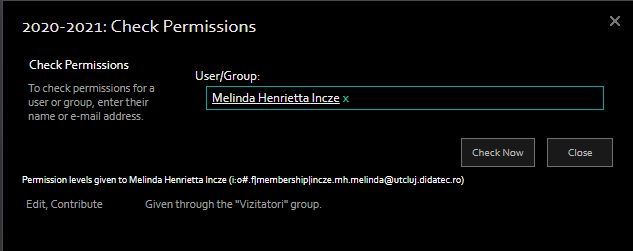 2020-2021: Check Permissions
Check Permissions
To check permissions for a
user or group, enter their
name or e-mail address.
User/Group:
Melinda Henrietta Incze x
Check Now
Close
Permission levels given to Melinda Henrietta Incze (i:0#.f|membership|incze.mh.melinda@utcluj.didatec.ro)
Edit, Contribute Given through the "Vizitatori" group.